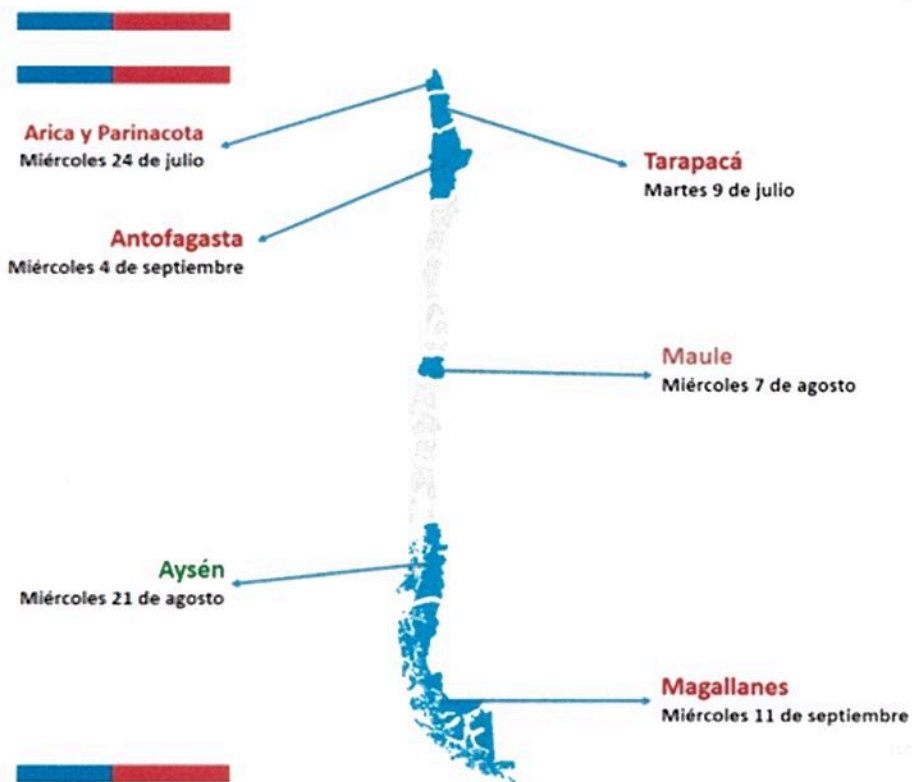 Arica y Parinacota
Miércoles 24 de julio
Tarapacá
Martes 9 de julio
Antofagasta
Miércoles 4 de septiembre
Maule
Miércoles 7 de agosto
Aysén
Miércoles 21 de agosto
Magallanes
Miércoles 11 de septiembre